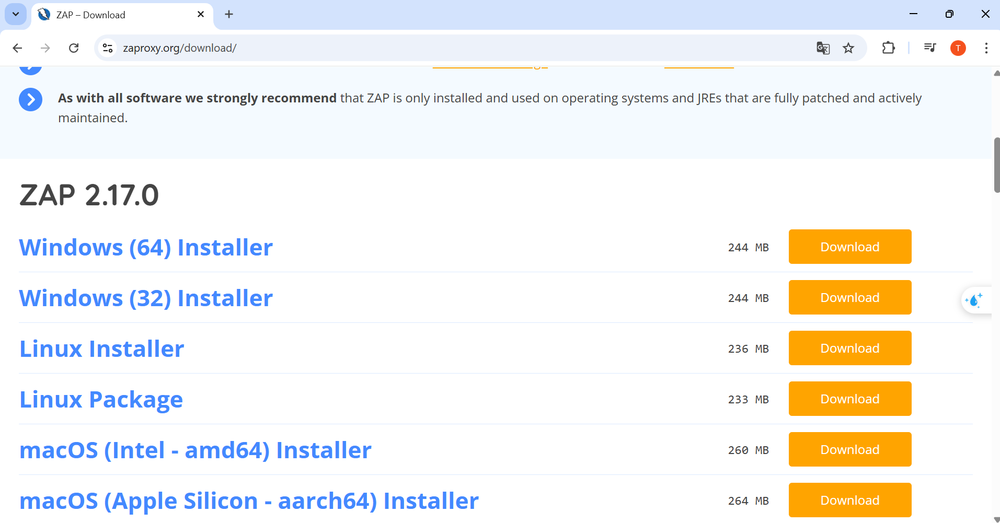 ZAP – Download
zaproxy.org/download/
T
As with all software we strongly recommend that ZAP is only installed and used on operating systems and JREs that are fully patched and actively
maintained.
ZAP 2.17.0
Windows (64) Installer 244 MB Download
Windows (32) Installer 244 MB Download
Linux Installer 236 MB Download
Linux Package 233 MB Download
macOS (Intel - amd64) Installer 260 MB Download
macOS (Apple Silicon - aarch64) Installer 264 MB Download